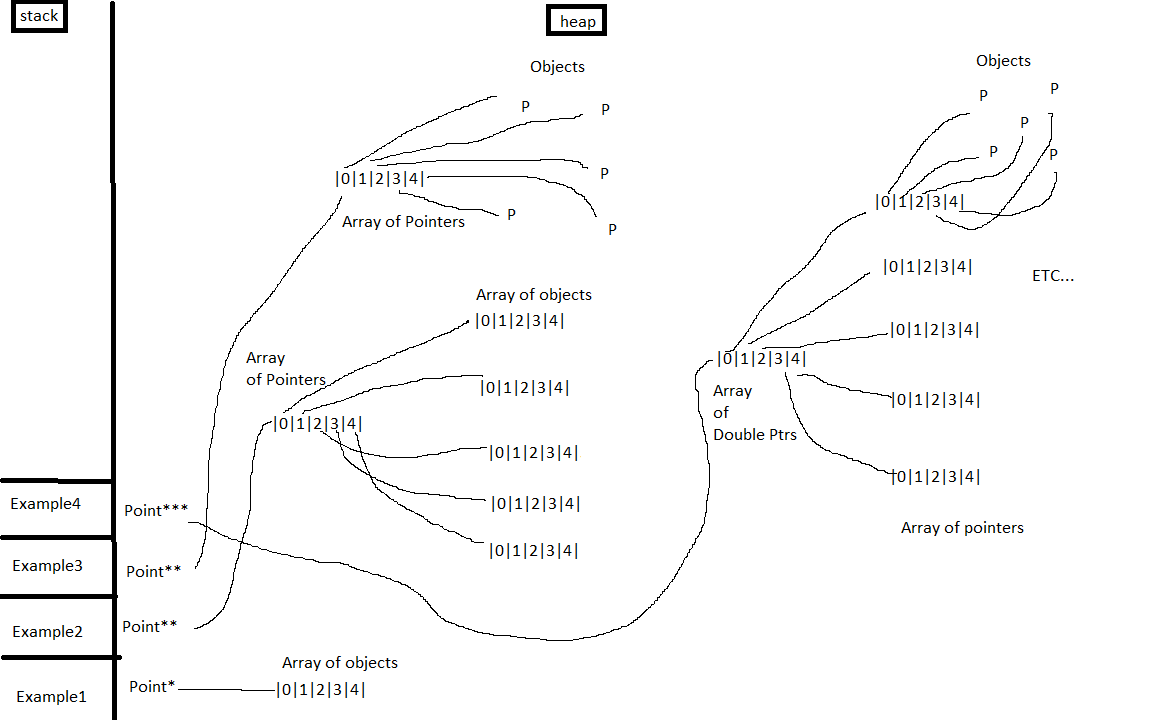 stack
heap
Objects
Objects
P
P
P
P
P
P
P
P
P
P
|0|1|2|3|4|
Array of Pointers
|0|1|2|3|4|
|0|1|2|3|4|
ETC...
Array of objects
|0|1|2|3|4|
|0|1|2|3|4|
Array
of Pointers
|0|1|2|3|4|
|0|1|2|3|4|
Array
of
Double Ptrs
|0|1|2|3|4|
|0|1|2|3|4|
|0|1|2|3|4|
|0|1|2|3|4|
|0|1|2|3|4|
|0|1|2|3|4|
Array of pointers
|0|1|2|3|4|
Example4
Point***
Example3
Point**
Example2
Point**
Array of objects
Example1
Point*
|0|1|2|3|4|